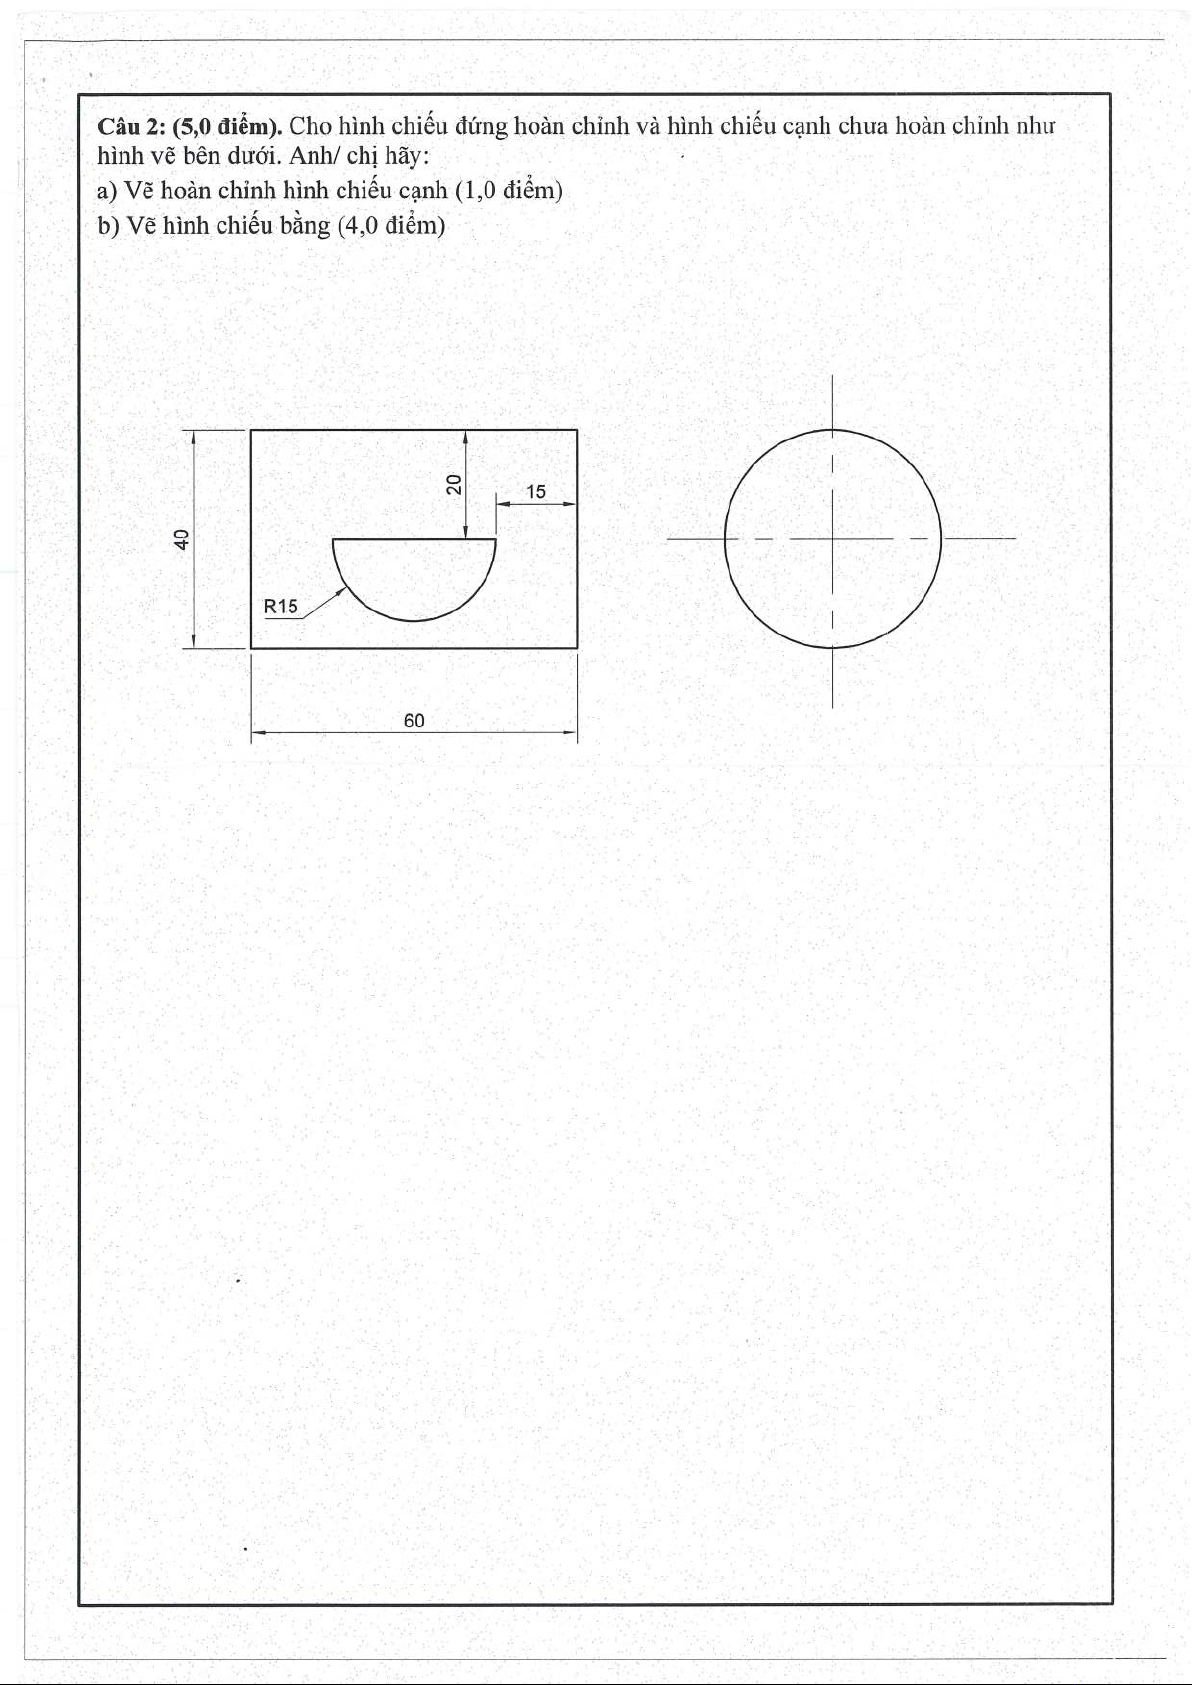 Câu 2: (5,0 điểm). Cho hình chiếu đứng hoàn chỉnh và hình chiếu cạnh chưa hoàn chỉnh như
hình vẽ bên dưới. Anh/ chị hãy:
a) Vẽ hoàn chỉnh hình chiếu cạnh (1,0 điểm)
b) Vẽ hình chiếu bằng (4,0 điểm)
20
15
40
R15
60